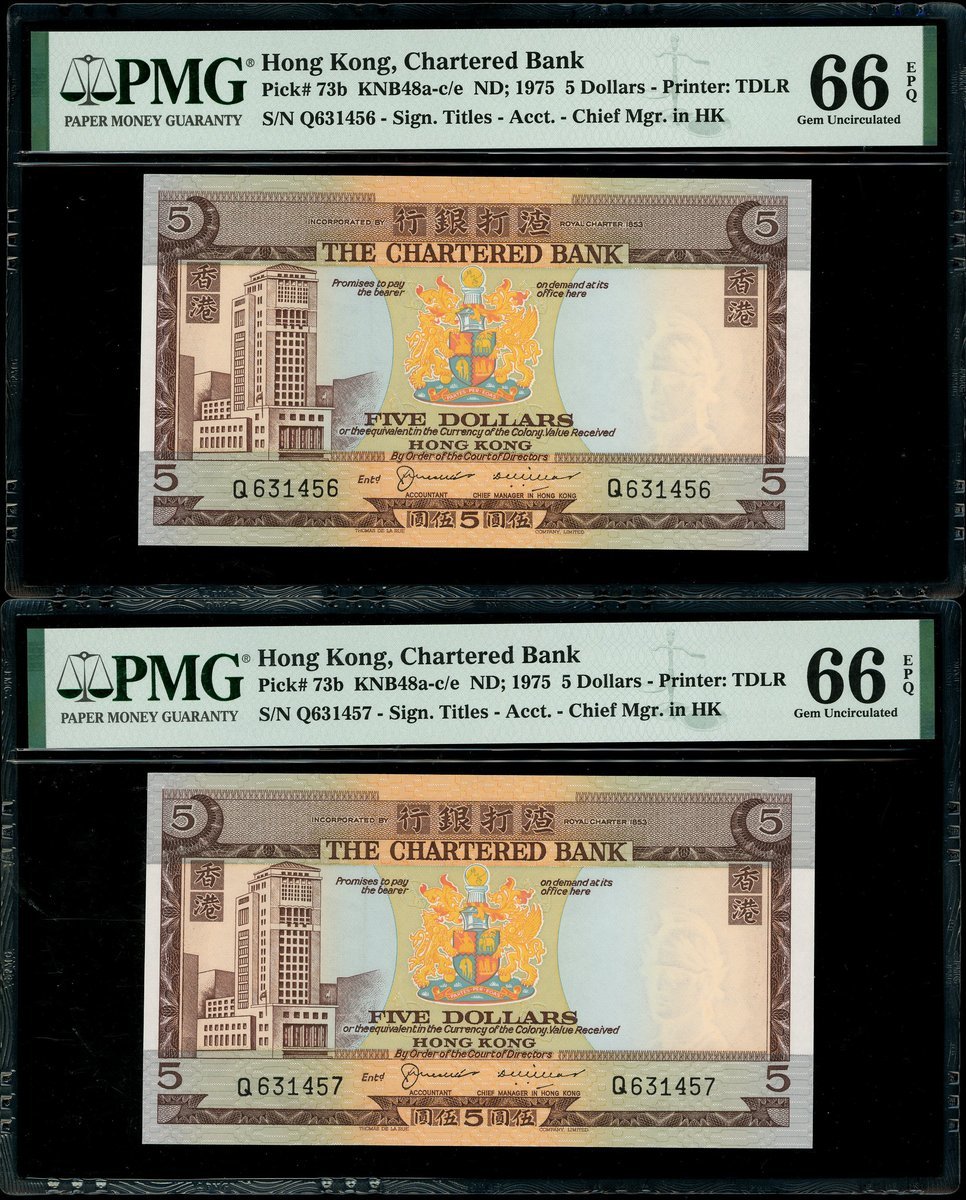 PMG®
PAPER MONEY GUARANTY
Hong Kong, Chartered Bank
Pick# 73b KNB48a-c/e ND; 1975 5 Dollars - Printer: TDLR
S/N Q631456 - Sign. Titles - Acct. - Chief Mgr. in HK
66 EPQ
Gem Uncirculated
5 INCORPORATED BY 行銀打渣 ROYAL CHARTER 1853 5
THE CHARTERED BANK
香港
香港
Promises to pay the bearer
on demand at its office here
PARTES·PER·EOAS
FIVE DOLLARS
or the equivalent in the Currency of the Colony. Value Received
HONG KONG
By Order of the Court of Directors
5 Q631456 Entd Q631456 5
ACCOUNTANT CHIEF MANAGER IN HONG KONG
圓伍5圓伍
THOMAS DE LA RUE COMPANY, LIMITED.
PMG®
PAPER MONEY GUARANTY
Hong Kong, Chartered Bank
Pick# 73b KNB48a-c/e ND; 1975 5 Dollars - Printer: TDLR
S/N Q631457 - Sign. Titles - Acct. - Chief Mgr. in HK
66 EPQ
Gem Uncirculated
5 INCORPORATED BY 行銀打渣 ROYAL CHARTER 1853 5
THE CHARTERED BANK
香港
香港
Promises to pay the bearer
on demand at its office here
PARTES·PER·EOAS
FIVE DOLLARS
or the equivalent in the Currency of the Colony. Value Received
HONG KONG
By Order of the Court of Directors
5 Q631457 Entd Q631457 5
ACCOUNTANT CHIEF MANAGER IN HONG KONG
圓伍5圓伍
THOMAS DE LA RUE COMPANY, LIMITED.